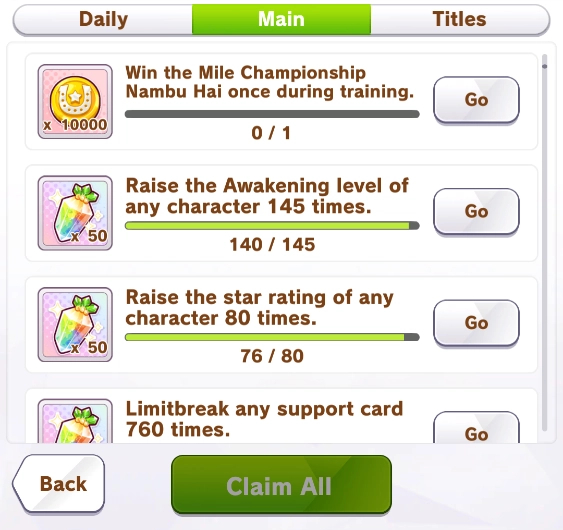 Daily
Main
Titles
Win the Mile Championship
Nambu Hai once during training.
x 10000
0 / 1
Go
Raise the Awakening level of
any character 145 times.
x 50
140 / 145
Go
Raise the star rating of any
character 80 times.
x 50
76 / 80
Go
Limitbreak any support card
760 times.
Go
Back
Claim All